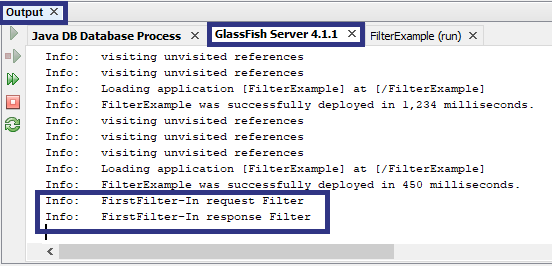 Output
Java DB Database Process GlassFish Server 4.1.1 FilterExample (run)
Info: visiting unvisited references
Info: visiting unvisited references
Info: Loading application [FilterExample] at [/FilterExample]
Info: FilterExample was successfully deployed in 1,234 milliseconds.
Info: visiting unvisited references
Info: visiting unvisited references
Info: visiting unvisited references
Info: Loading application [FilterExample] at [/FilterExample]
Info: FilterExample was successfully deployed in 450 milliseconds.
Info: FirstFilter-In request Filter
Info: FirstFilter-In response Filter